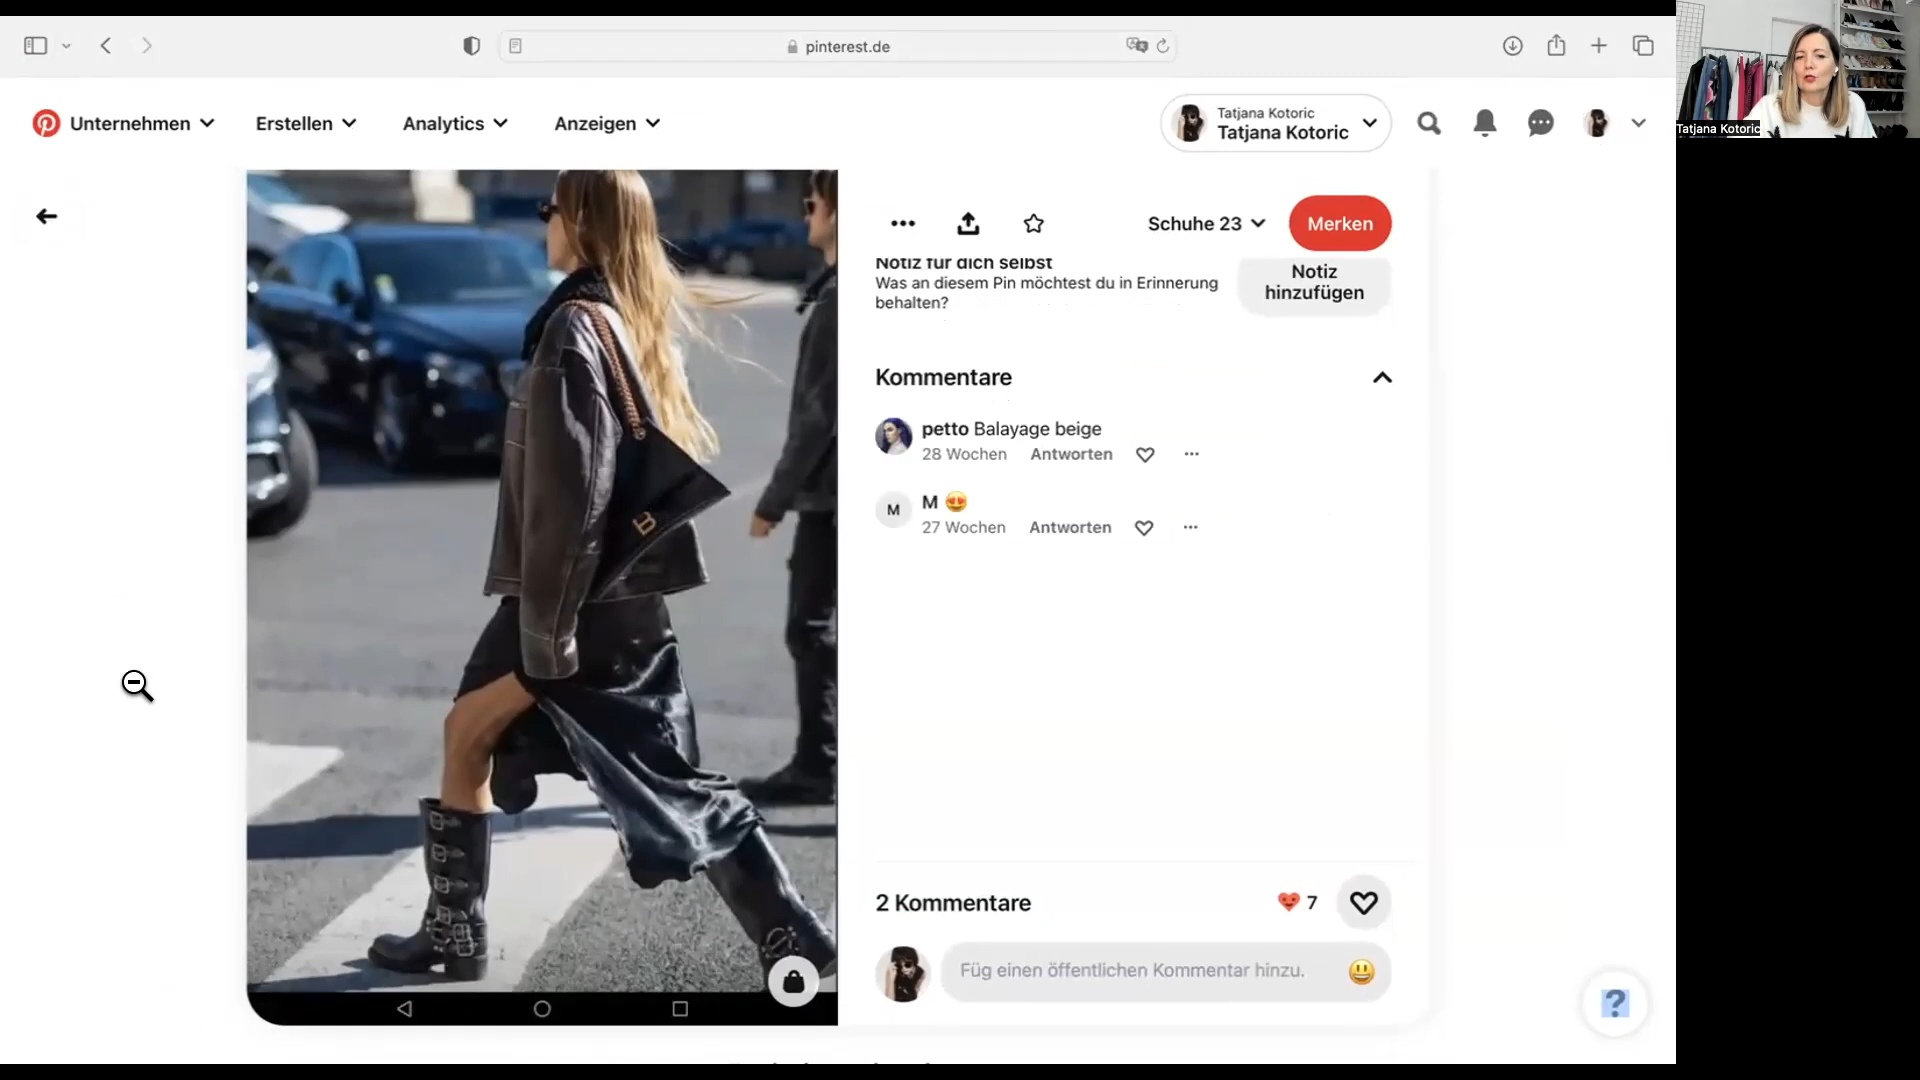 pinterest.de
Unternehmen
Erstellen
Analytics
Anzeigen
Tatjana Kotoric
Tatjana Kotoric
Tatjana Kotoric
Schuhe 23
Merken
Notiz für dich selbst
Was an diesem Pin möchtest du in Erinnerung
behalten?
Notiz
hinzufügen
Kommentare
petto Balayage beige
28 Wochen Antworten
M
M 😍
27 Wochen Antworten
B
2 Kommentare
7
Füg einen öffentlichen Kommentar hinzu.
?